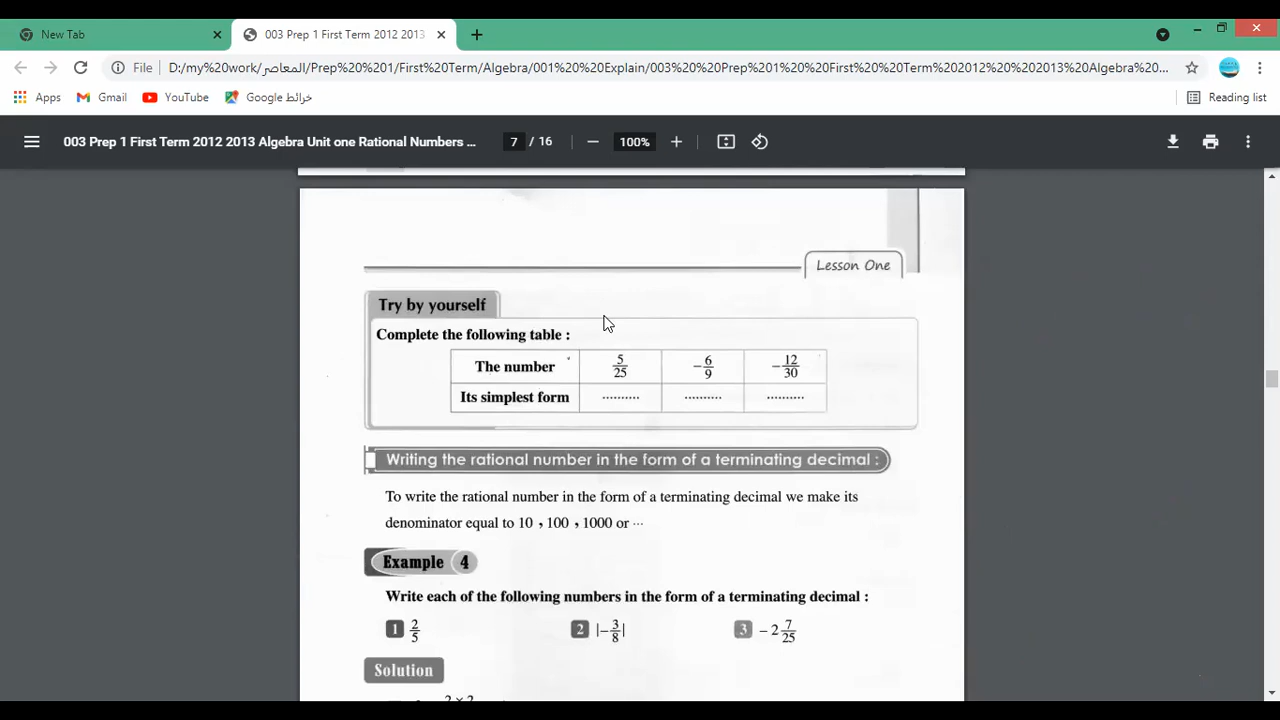 New Tab
003 Prep 1 First Term 2012 2013
File D:/my%20work/المعاصر/Prep%20%201/First%20Term/Algebra/001%20%20Explain/003%20%20Prep%201%20%20First%20%20Term%202012%20%202013%20Algebra%20...
Apps Gmail YouTube خرائط Google Reading list
003 Prep 1 First Term 2012 2013 Algebra Unit one Rational Numbers ... 7 / 16 100%
Lesson One
Try by yourself
Complete the following table :
The number 5/25 -6/9 -12/30
Its simplest form .......... .......... ..........
Writing the rational number in the form of a terminating decimal :
To write the rational number in the form of a terminating decimal we make its
denominator equal to 10 , 100 , 1000 or ...
Example 4
Write each of the following numbers in the form of a terminating decimal :
1 2/5 2 |-3/8| 3 -2 7/25
Solution